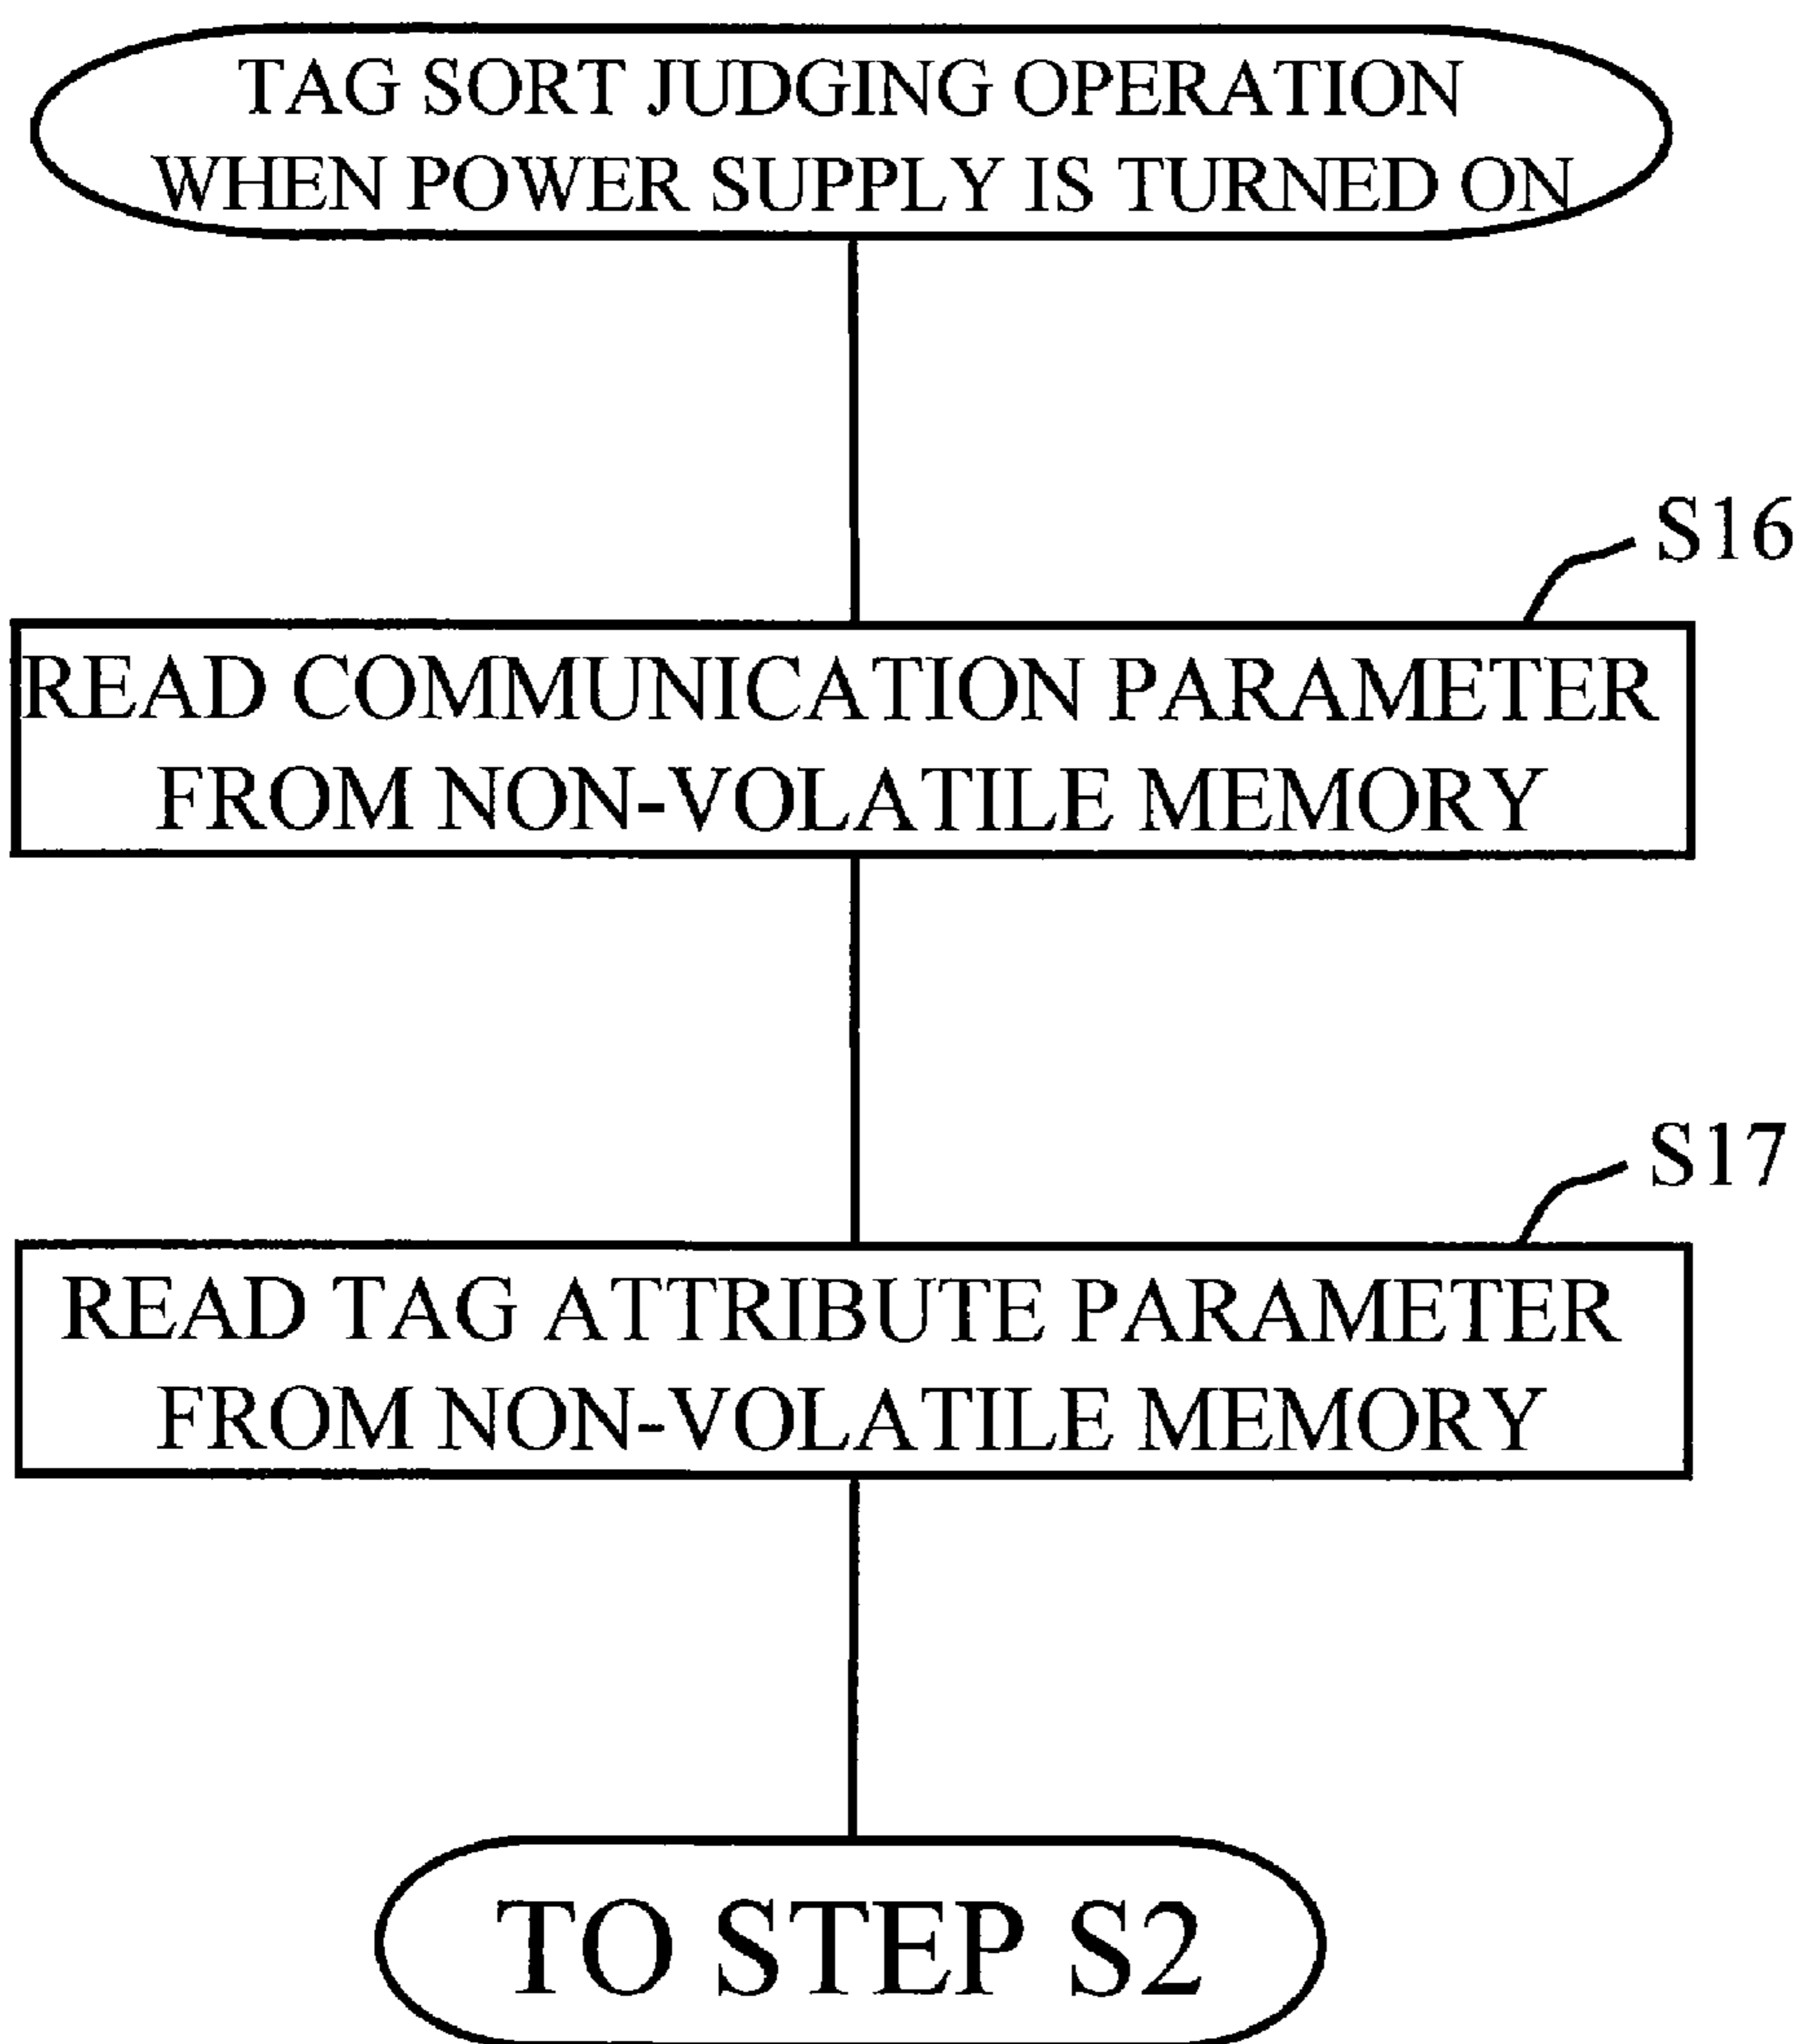 TAG SORT JUDGING OPERATION
WHEN POWER SUPPLY IS TURNED ON
S16
READ COMMUNICATION PARAMETER
FROM NON-VOLATILE MEMORY
S17
READ TAG ATTRIBUTE PARAMETER
FROM NON-VOLATILE MEMORY
TO STEP S2